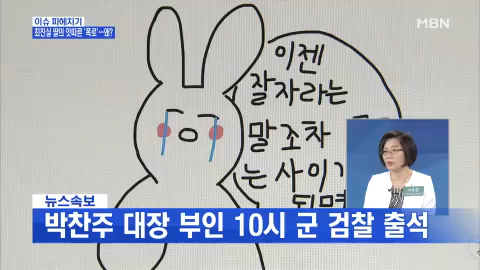 이슈 파헤치기
최진실 딸의 잇따른 '폭로'…왜?
MBN
이젠
잘자라는
말조차
는사이가
뉴스속보
박찬주 대장 부인 10시 군 검찰 출석